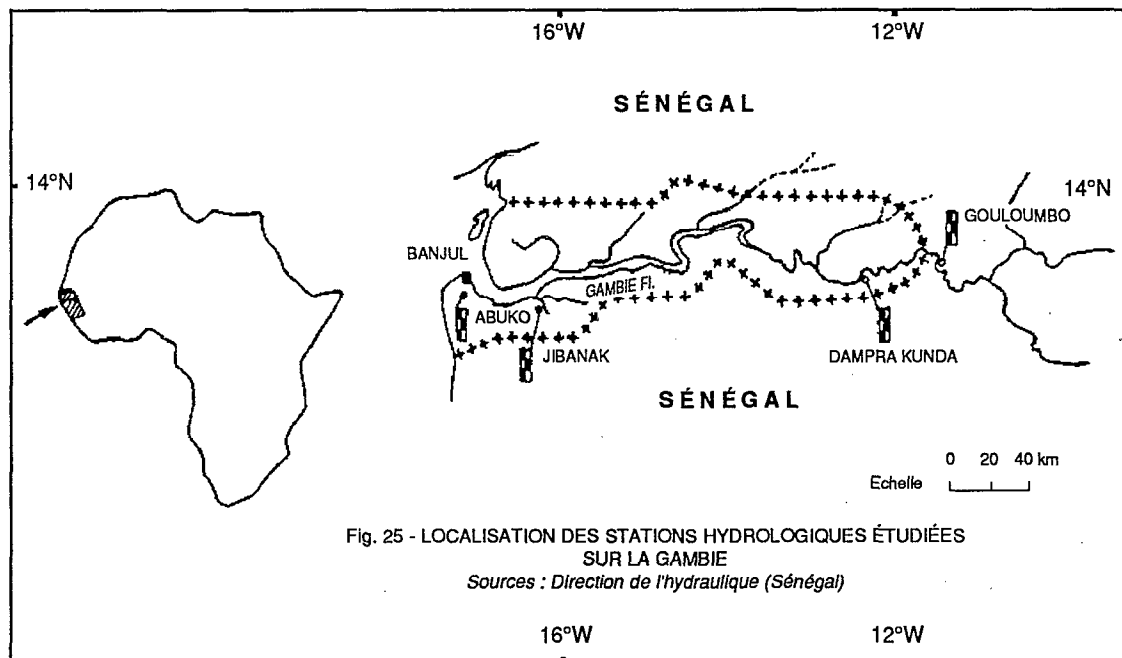 16°W 12°W
SÉNÉGAL
14°N 14°N
GOULOUMBO
BANJUL
GAMBIE Fl.
ABUKO
JIBANAK DAMPRA KUNDA
SÉNÉGAL
0 20 40 km
Echelle
Fig. 25 - LOCALISATION DES STATIONS HYDROLOGIQUES ÉTUDIÉES
SUR LA GAMBIE
Sources : Direction de l'hydraulique (Sénégal)
16°W 12°W